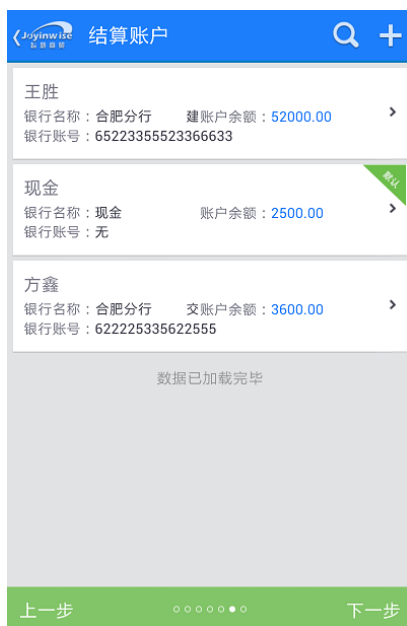 Joyinwise 结算账户
王胜
银行名称：合肥分行 建账户余额：52000.00
银行账号：65223355523366633
默认
现金
银行名称：现金 账户余额：2500.00
银行账号：无
方鑫
银行名称：合肥分行 交账户余额：3600.00
银行账号：622225335622555
数据已加载完毕
上一步 下一步